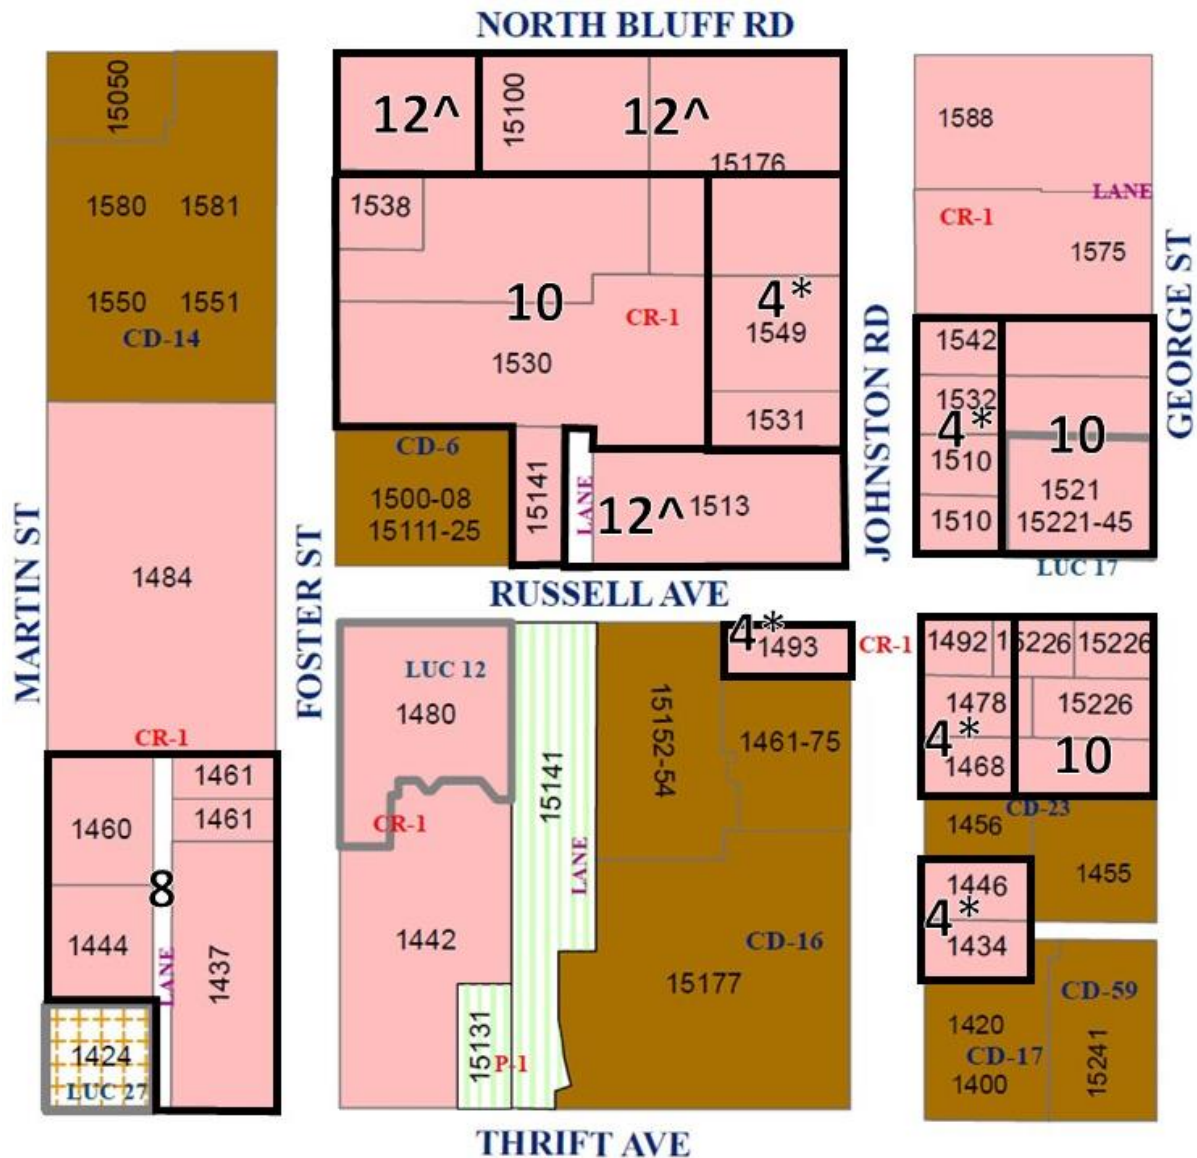 NORTH BLUFF RD
15050
1580 1581
1550 1551
CD-14
1484
CR-1
1460
1461
1461
8
1444
LANE
1437
1424
LUC 27
MARTIN ST
FOSTER ST
12^
15100
12^
15176
1538
10
CR-1
1530
4*
1549
1531
CD-6
1500-08
15111-25
15141
LANE
12^
1513
JOHNSTON RD
1588
LANE
CR-1
1575
GEORGE ST
1542
1532
4*
10
1510
1521
1510
15221-45
LUC 17
RUSSELL AVE
LUC 12
1480
CR-1
1442
15141
LANE
15131
P-1
15152-54
4*
1493
CR-1
1461-75
CD-16
15177
1492
15226
15226
1478
15226
4*
1468
10
CD-23
1456
1455
1446
4*
1434
CD-59
1420
CD-17
1400
15241
THRIFT AVE